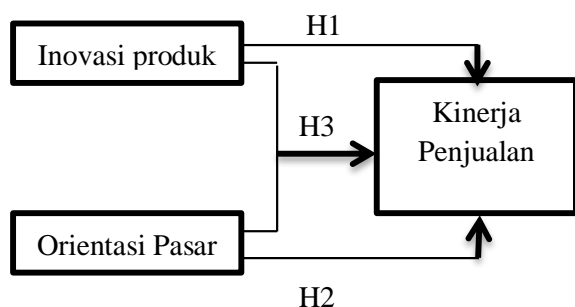 H1
Inovasi produk
Kinerja
Penjualan
H3
Orientasi Pasar
H2